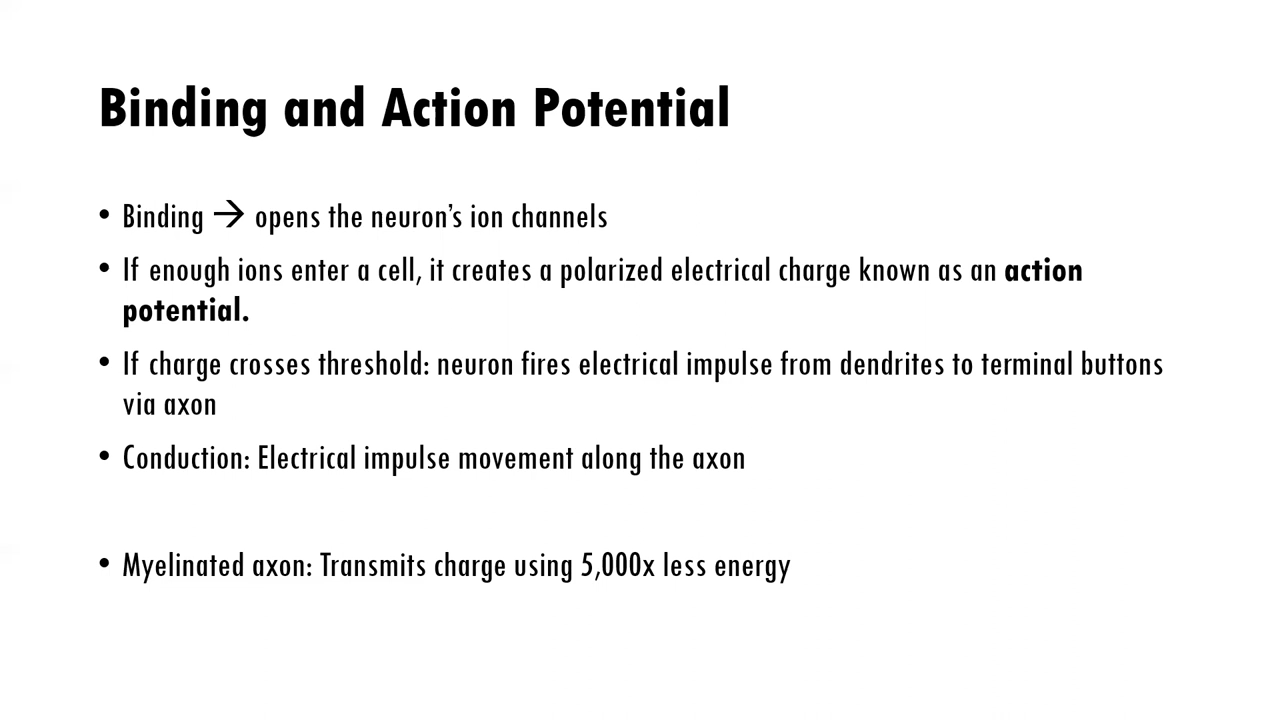 Binding and Action Potential
• Binding → opens the neuron’s ion channels
• If enough ions enter a cell, it creates a polarized electrical charge known as an action
potential.
• If charge crosses threshold: neuron fires electrical impulse from dendrites to terminal buttons
via axon
• Conduction: Electrical impulse movement along the axon
• Myelinated axon: Transmits charge using 5,000x less energy